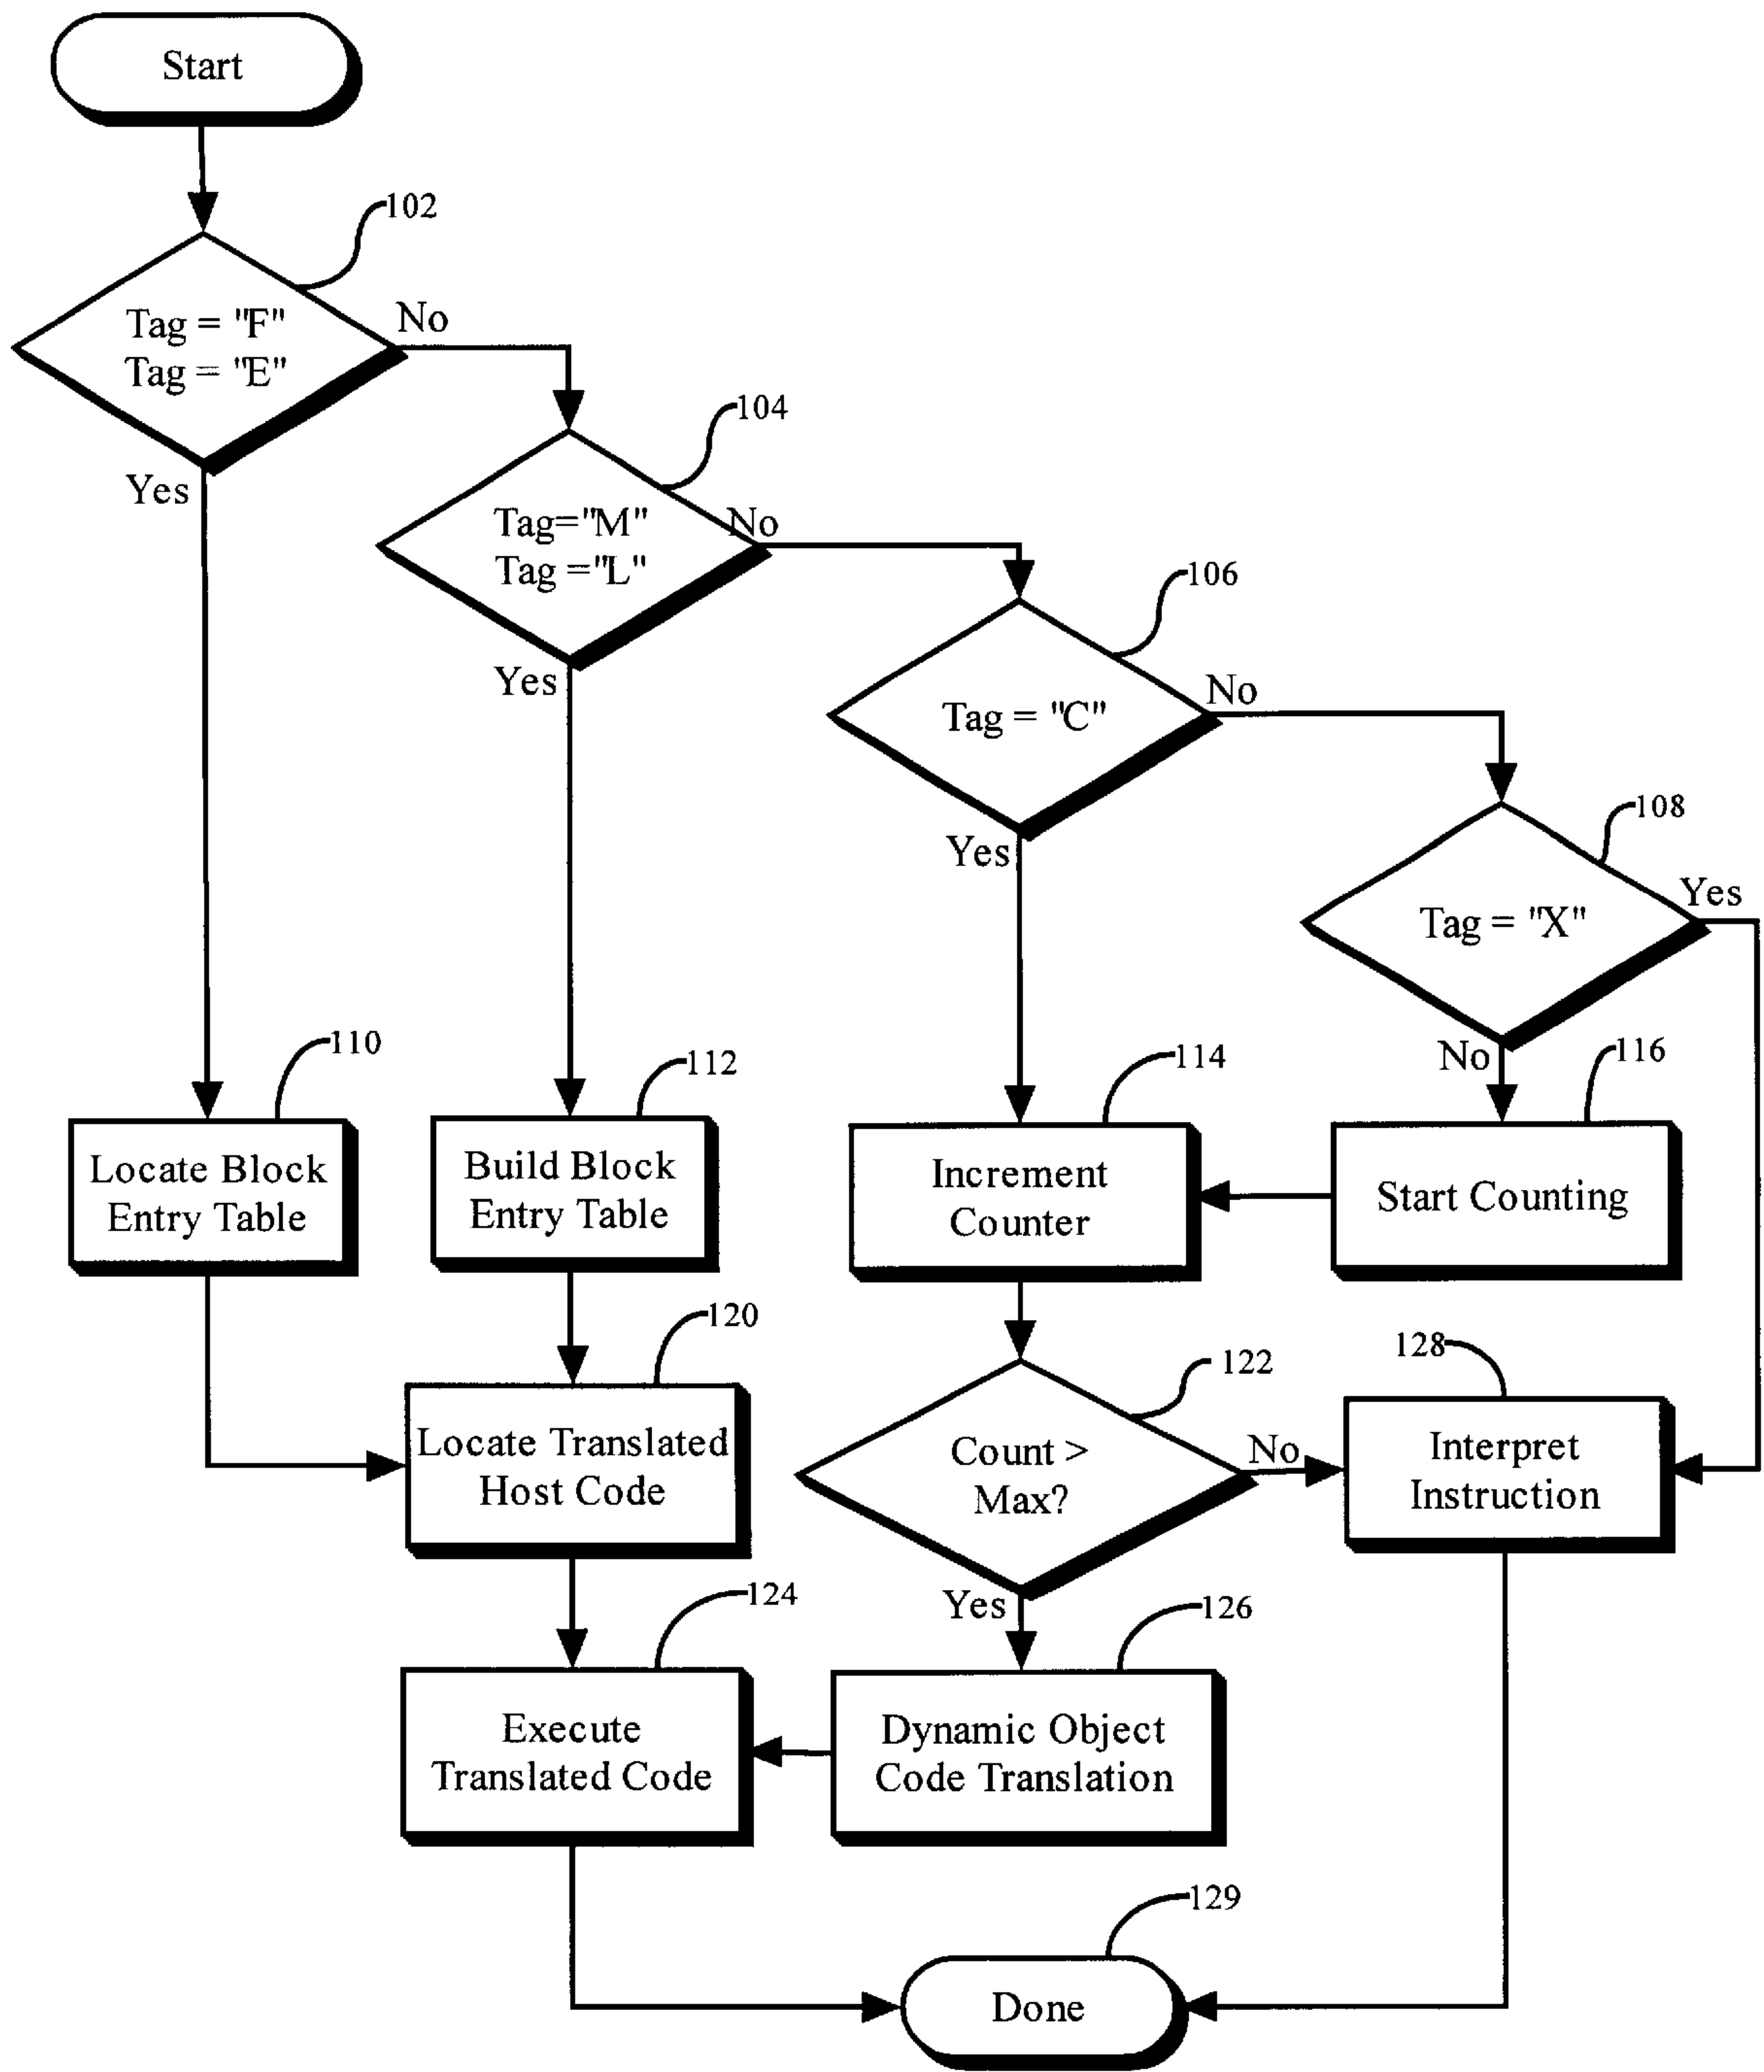 Start
102
Tag = "F"
Tag = "E"
No
Yes
104
Tag="M"
Tag ="L"
No
Yes
106
Tag = "C"
No
Yes
108
Tag = "X"
Yes
No
110
Locate Block
Entry Table
112
Build Block
Entry Table
114
Increment
Counter
116
Start Counting
120
Locate Translated
Host Code
122
Count >
Max?
No
Yes
128
Interpret
Instruction
124
Execute
Translated Code
126
Dynamic Object
Code Translation
129
Done